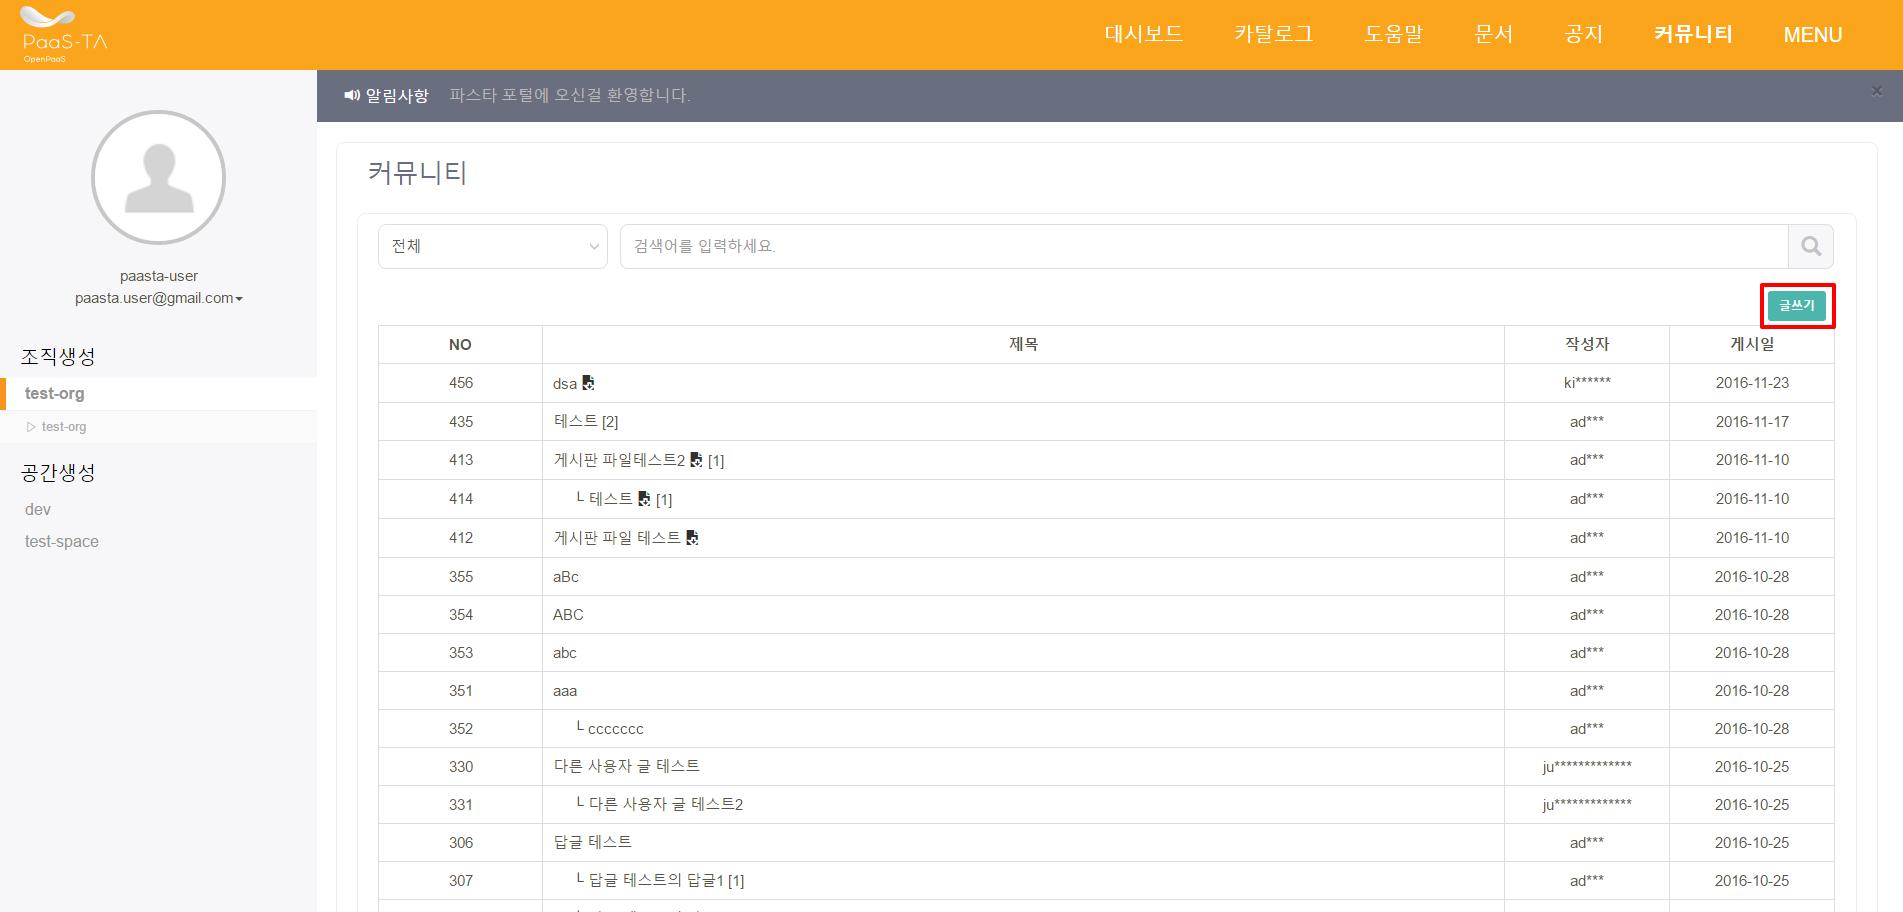 PaaS-TA
OpenPaaS
대시보드 카탈로그 도움말 문서 공지 커뮤니티 MENU
알림사항 파스타 포털에 오신걸 환영합니다. ×
paasta-user
paasta.user@gmail.com
조직생성
test-org
test-org
공간생성
dev
test-space
커뮤니티
전체 검색어를 입력하세요.
글쓰기
NO 제목 작성자 게시일
456 dsa ki****** 2016-11-23
435 테스트 [2] ad*** 2016-11-17
413 게시판 파일테스트2 [1] ad*** 2016-11-10
414 └ 테스트 [1] ad*** 2016-11-10
412 게시판 파일 테스트 ad*** 2016-11-10
355 aBc ad*** 2016-10-28
354 ABC ad*** 2016-10-28
353 abc ad*** 2016-10-28
351 aaa ad*** 2016-10-28
352 └ ccccccc ad*** 2016-10-28
330 다른 사용자 글 테스트 ju************* 2016-10-25
331 └ 다른 사용자 글 테스트2 ju************* 2016-10-25
306 답글 테스트 ad*** 2016-10-25
307 └ 답글 테스트의 답글1 [1] ad*** 2016-10-25